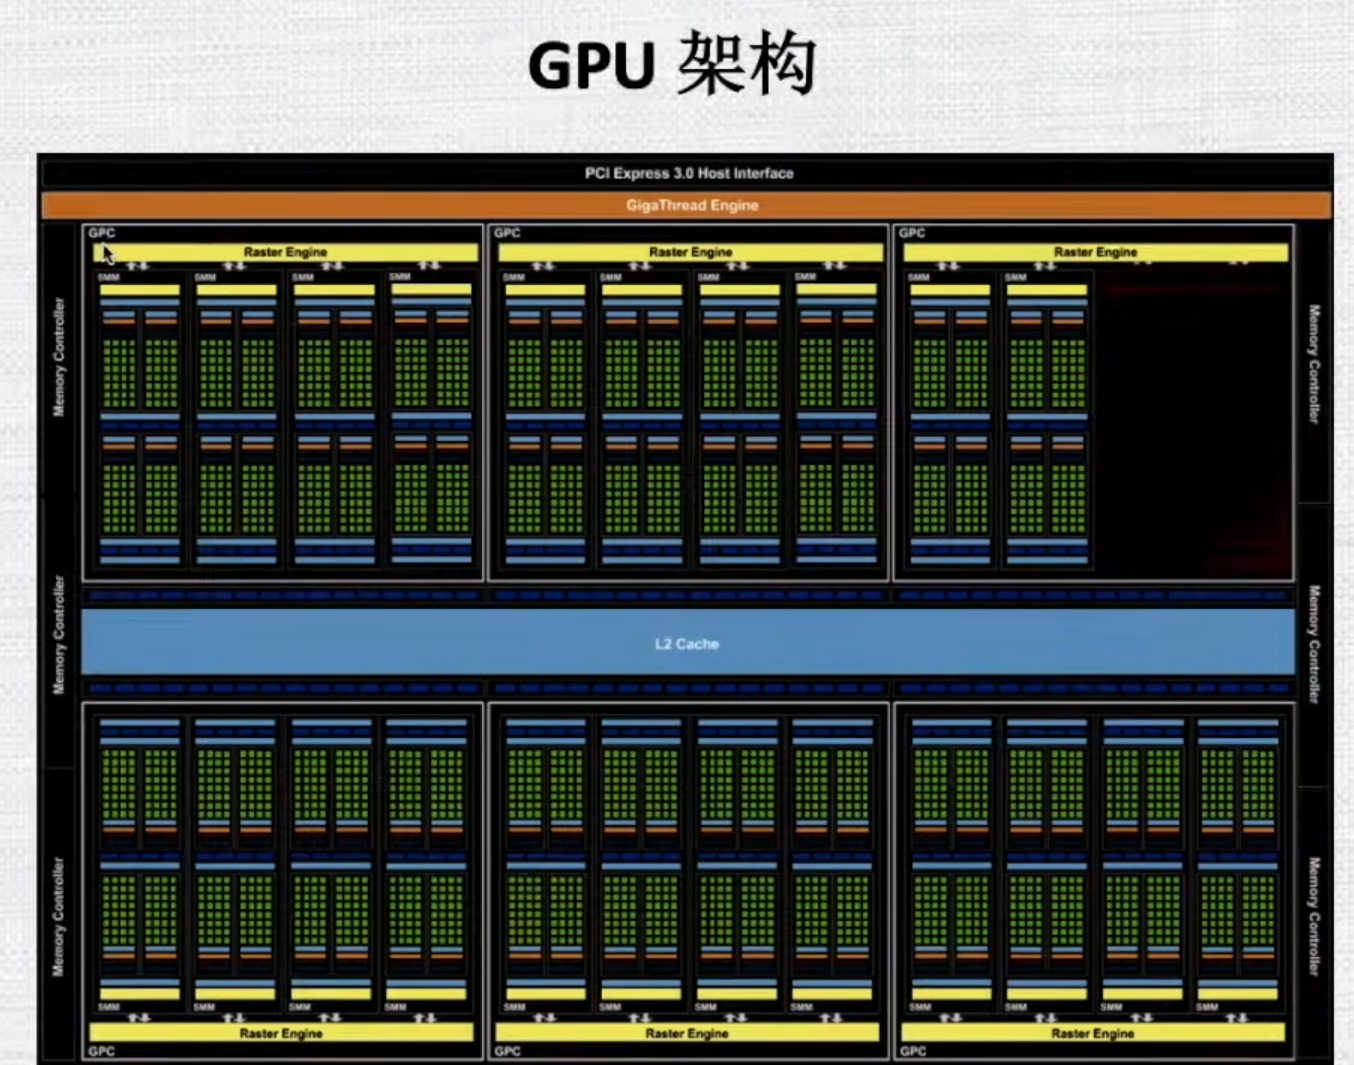 GPU 架构
PCI Express 3.0 Host Interface
GigaThread Engine
GPC
GPC
GPC
Raster Engine
Raster Engine
Raster Engine
SMM SMM SMM SMM
SMM SMM SMM SMM
SMM SMM
Memory Controller
Memory Controller
Memory Controller
L2 Cache
Memory Controller
Memory Controller
Memory Controller
SMM SMM SMM SMM
SMM SMM SMM SMM
SMM SMM SMM SMM
Raster Engine
Raster Engine
Raster Engine
GPC
GPC
GPC